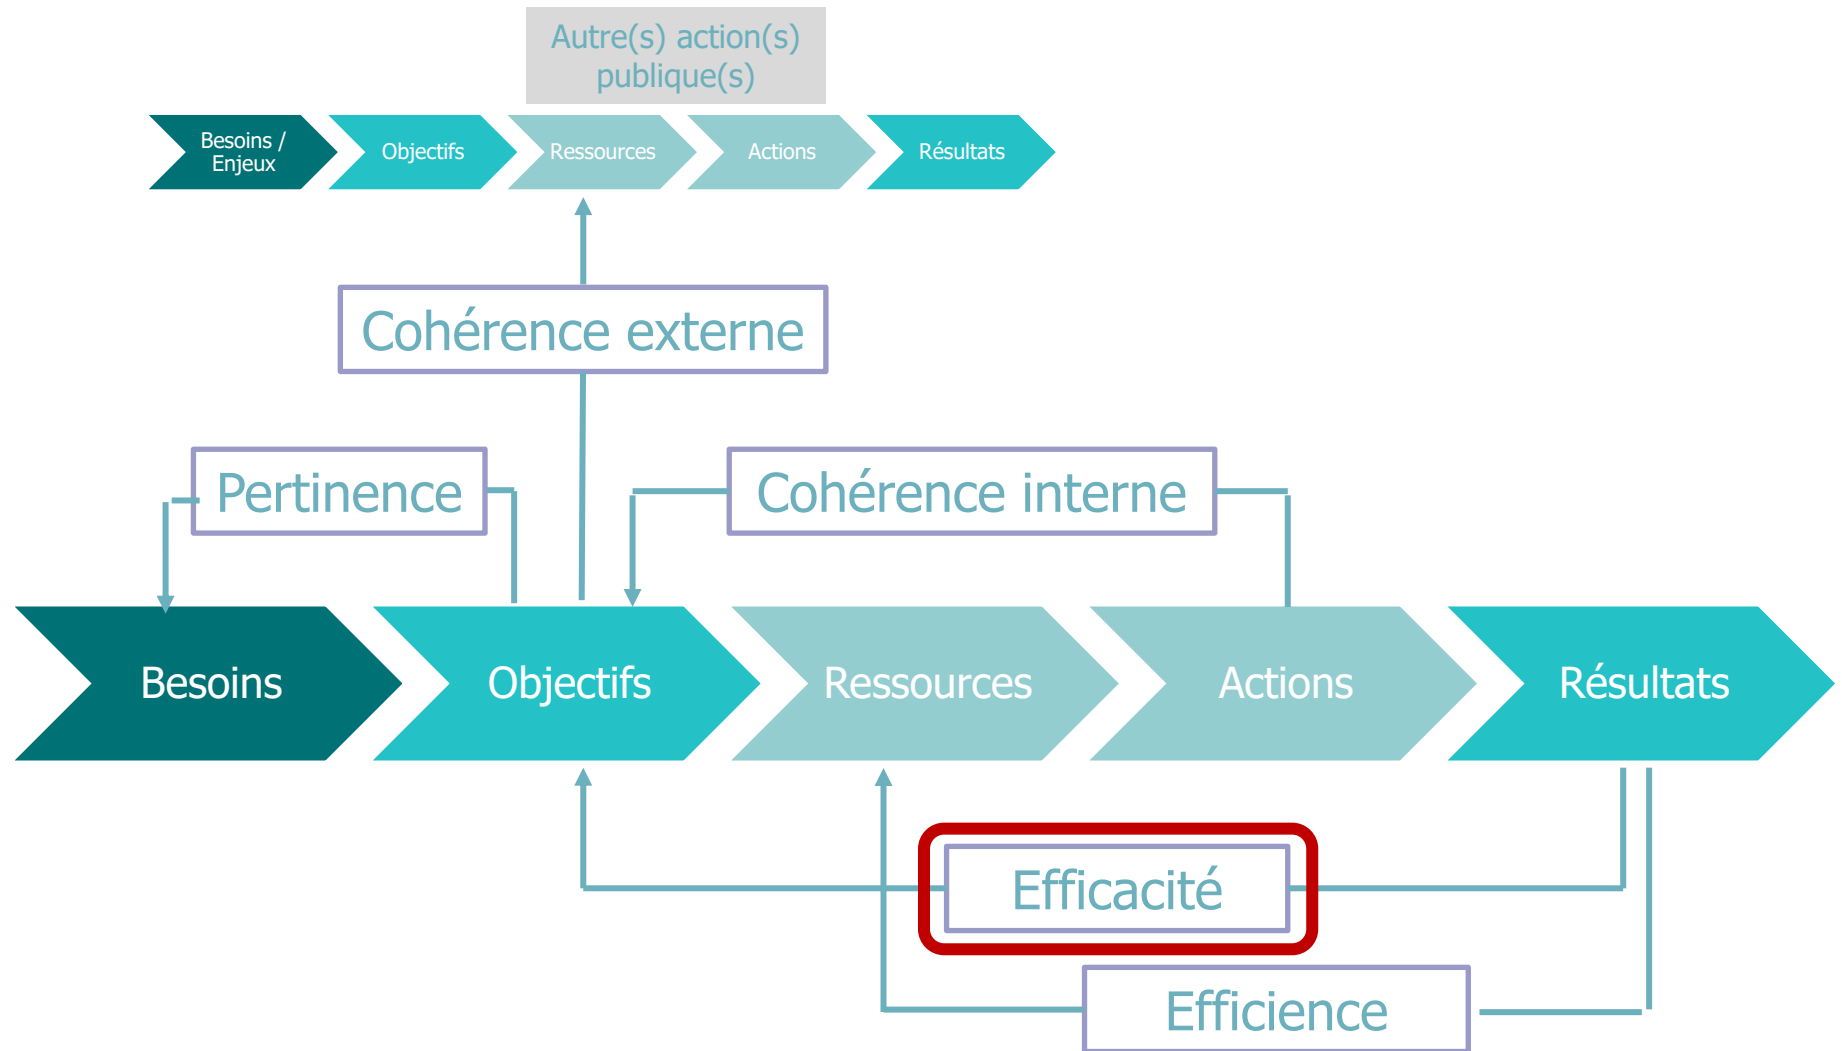 Autre(s) action(s)
publique(s)
Besoins /
Enjeux
Objectifs
Ressources
Actions
Résultats
Cohérence externe
Pertinence
Cohérence interne
Besoins
Objectifs
Ressources
Actions
Résultats
Efficacité
Efficience